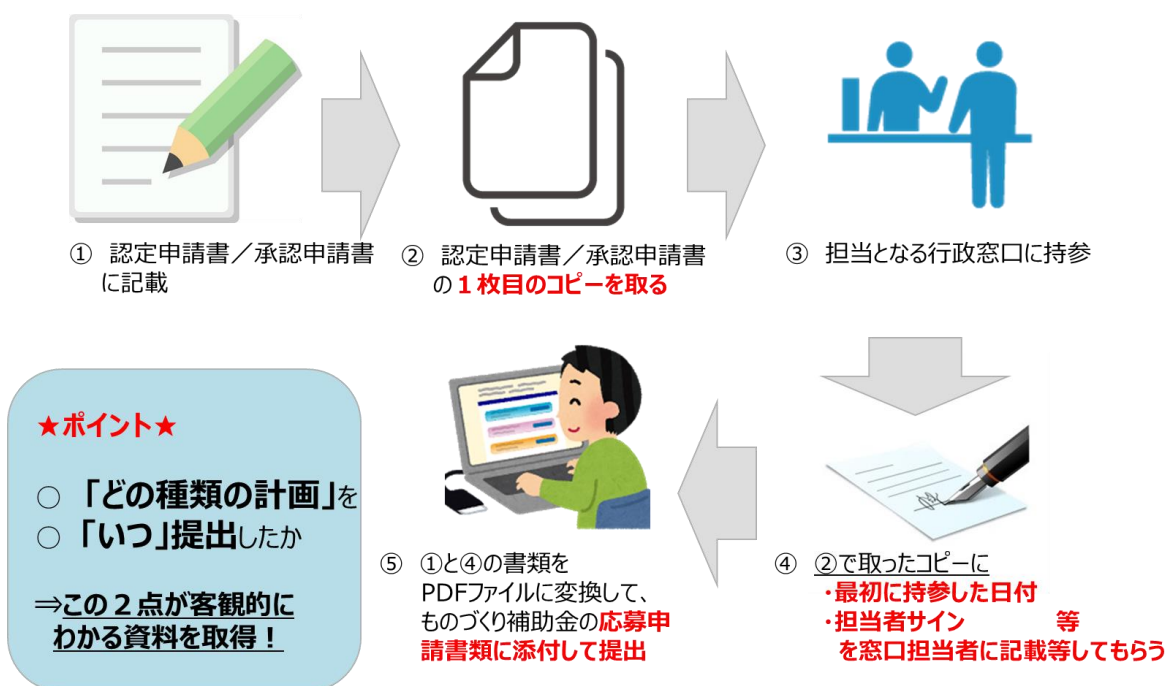 ① 認定申請書／承認申請書
に記載
② 認定申請書／承認申請書
の１枚目のコピーを取る
③ 担当となる行政窓口に持参
④ ②で取ったコピーに
・最初に持参した日付
・担当者サイン 等
を窓口担当者に記載等してもらう
⑤ ①と④の書類を
PDFファイルに変換して、
ものづくり補助金の応募申
請書類に添付して提出
★ポイント★
○ 「どの種類の計画」を
○ 「いつ」提出したか
⇒この２点が客観的に
わかる資料を取得！